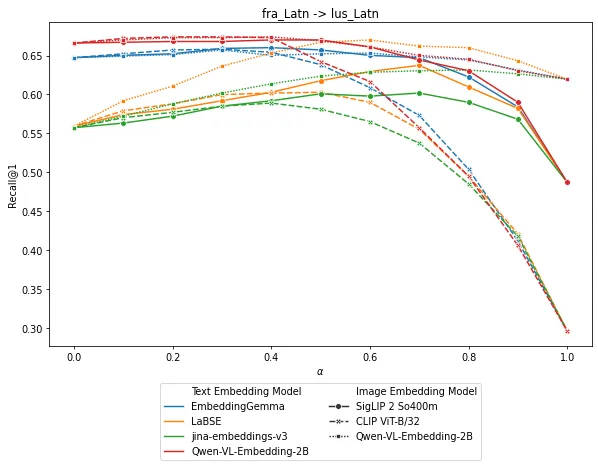 fra_Latn -> lus_Latn
Recall@1
0.65
0.60
0.55
0.50
0.45
0.40
0.35
0.30
0.0 0.2 0.4 0.6 0.8 1.0
α
Text Embedding Model Image Embedding Model
EmbeddingGemma SigLIP 2 So400m
LaBSE CLIP ViT-B/32
jina-embeddings-v3 Qwen-VL-Embedding-2B
Qwen-VL-Embedding-2B